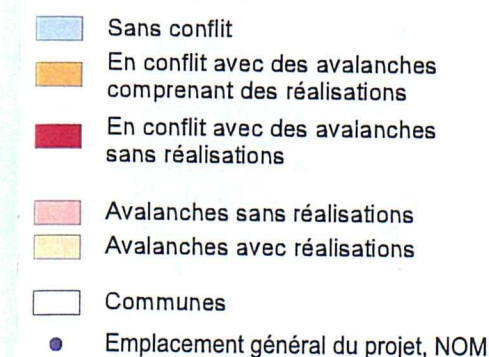 Sans conflit
En conflit avec des avalanches
comprenant des réalisations
En conflit avec des avalanches
sans réalisations
Avalanches sans réalisations
Avalanches avec réalisations
Communes
Emplacement général du projet, NOM